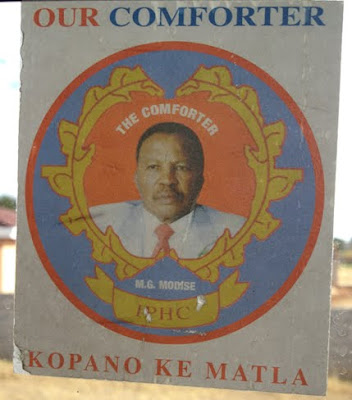 OUR COMFORTER
THE COMFORTER
M.G. MODISE
IPHC
KOPANO KE MATLA